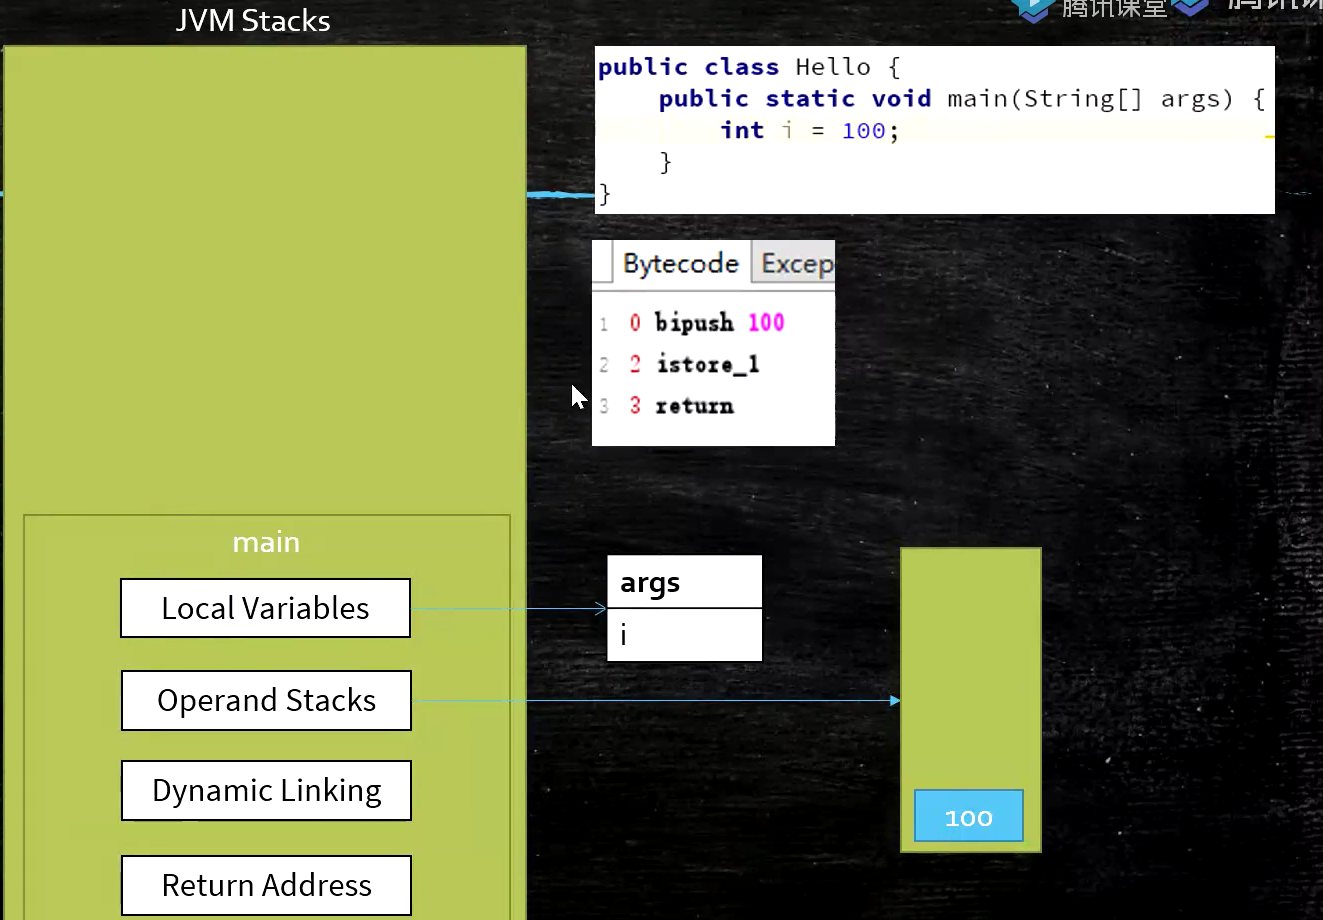 JVM Stacks
腾讯课堂
public class Hello {
public static void main(String[] args) {
int i = 100;
}
}
Bytecode Excep
1 0 bipush 100
2 2 istore_1
3 3 return
main
Local Variables
Operand Stacks
Dynamic Linking
Return Address
args
i
100